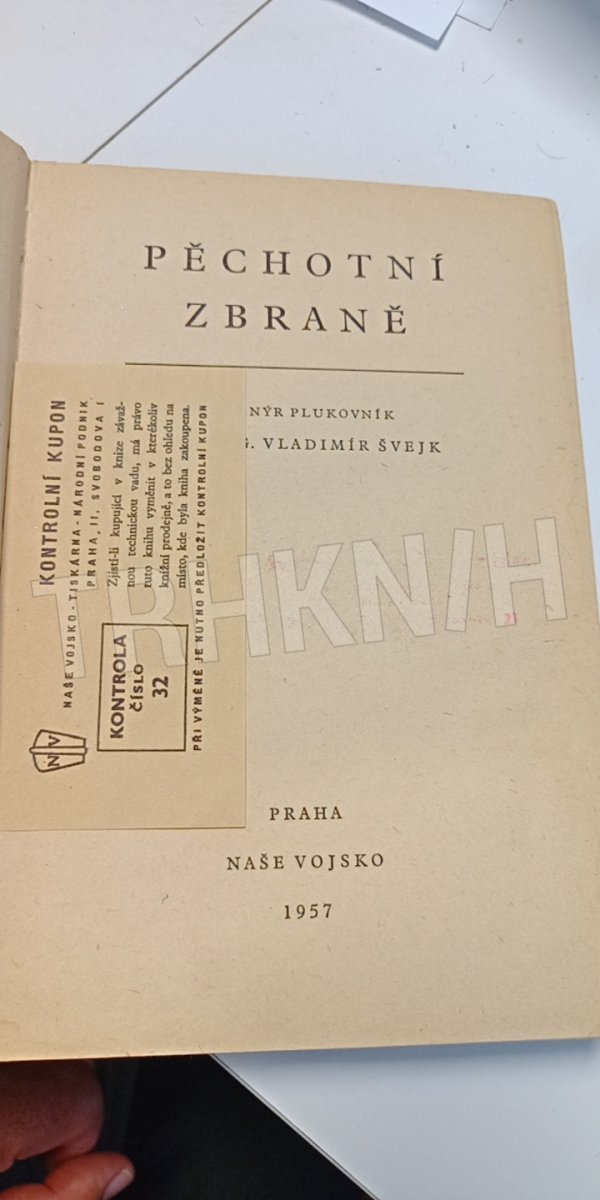 PĚCHOTNÍ
ZBRANĚ
NÝR PLUKOVNÍK
G. VLADIMÍR ŠVEJK
KONTROLNÍ KUPON
NAŠE VOJSKO - TISKÁRNA - NÁRODNÍ PODNIK
PRAHA, II, SVOBODOVA 1
Zjistí-li kupující v knize závaž-
nou technickou vadu, má právo
tuto knihu vyměnit v kterékoliv
knižní prodejně, a to bez ohledu na
místo, kde byla kniha zakoupena.
PŘI VÝMĚNĚ JE NUTNO PŘEDLOŽIT KONTROLNÍ KUPON
NV
KONTROLA
ČÍSLO
32
TRHKNIH
PRAHA
NAŠE VOJSKO
1957